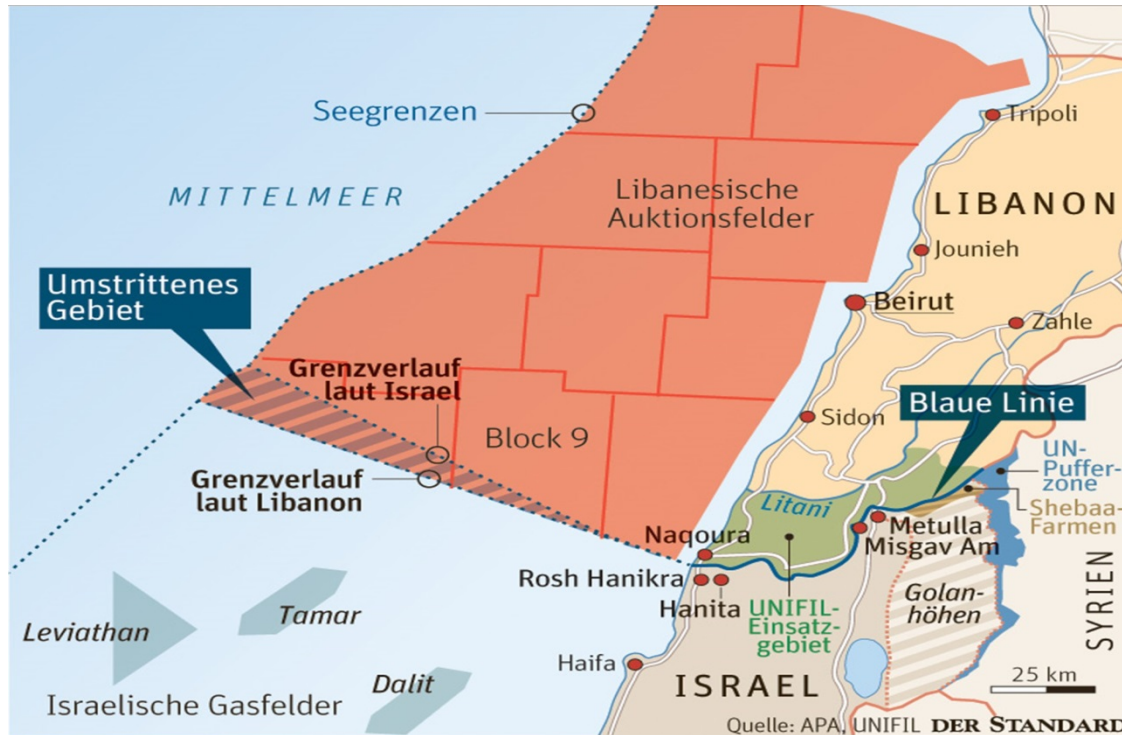 Seegrenzen
Tripoli
MITTELMEER
Libanesische
Auktionsfelder
LIBANON
Jounieh
Umstrittenes
Gebiet
Beirut
Zahle
Grenzverlauf
laut Israel
Block 9
Sidon
Blaue Linie
Grenzverlauf
laut Libanon
UN-
Puffer-
zone
Litani
Shebaa-
Farmen
Naqoura
Metulla
Misgav Am
Rosh Hanikra
Hanita
UNIFIL-
Einsatz-
gebiet
Golan-
höhen
SYRIEN
Tamar
Leviathan
Haifa
Dalit
ISRAEL
25 km
Israelische Gasfelder
Quelle: APA, UNIFIL DER STANDARD